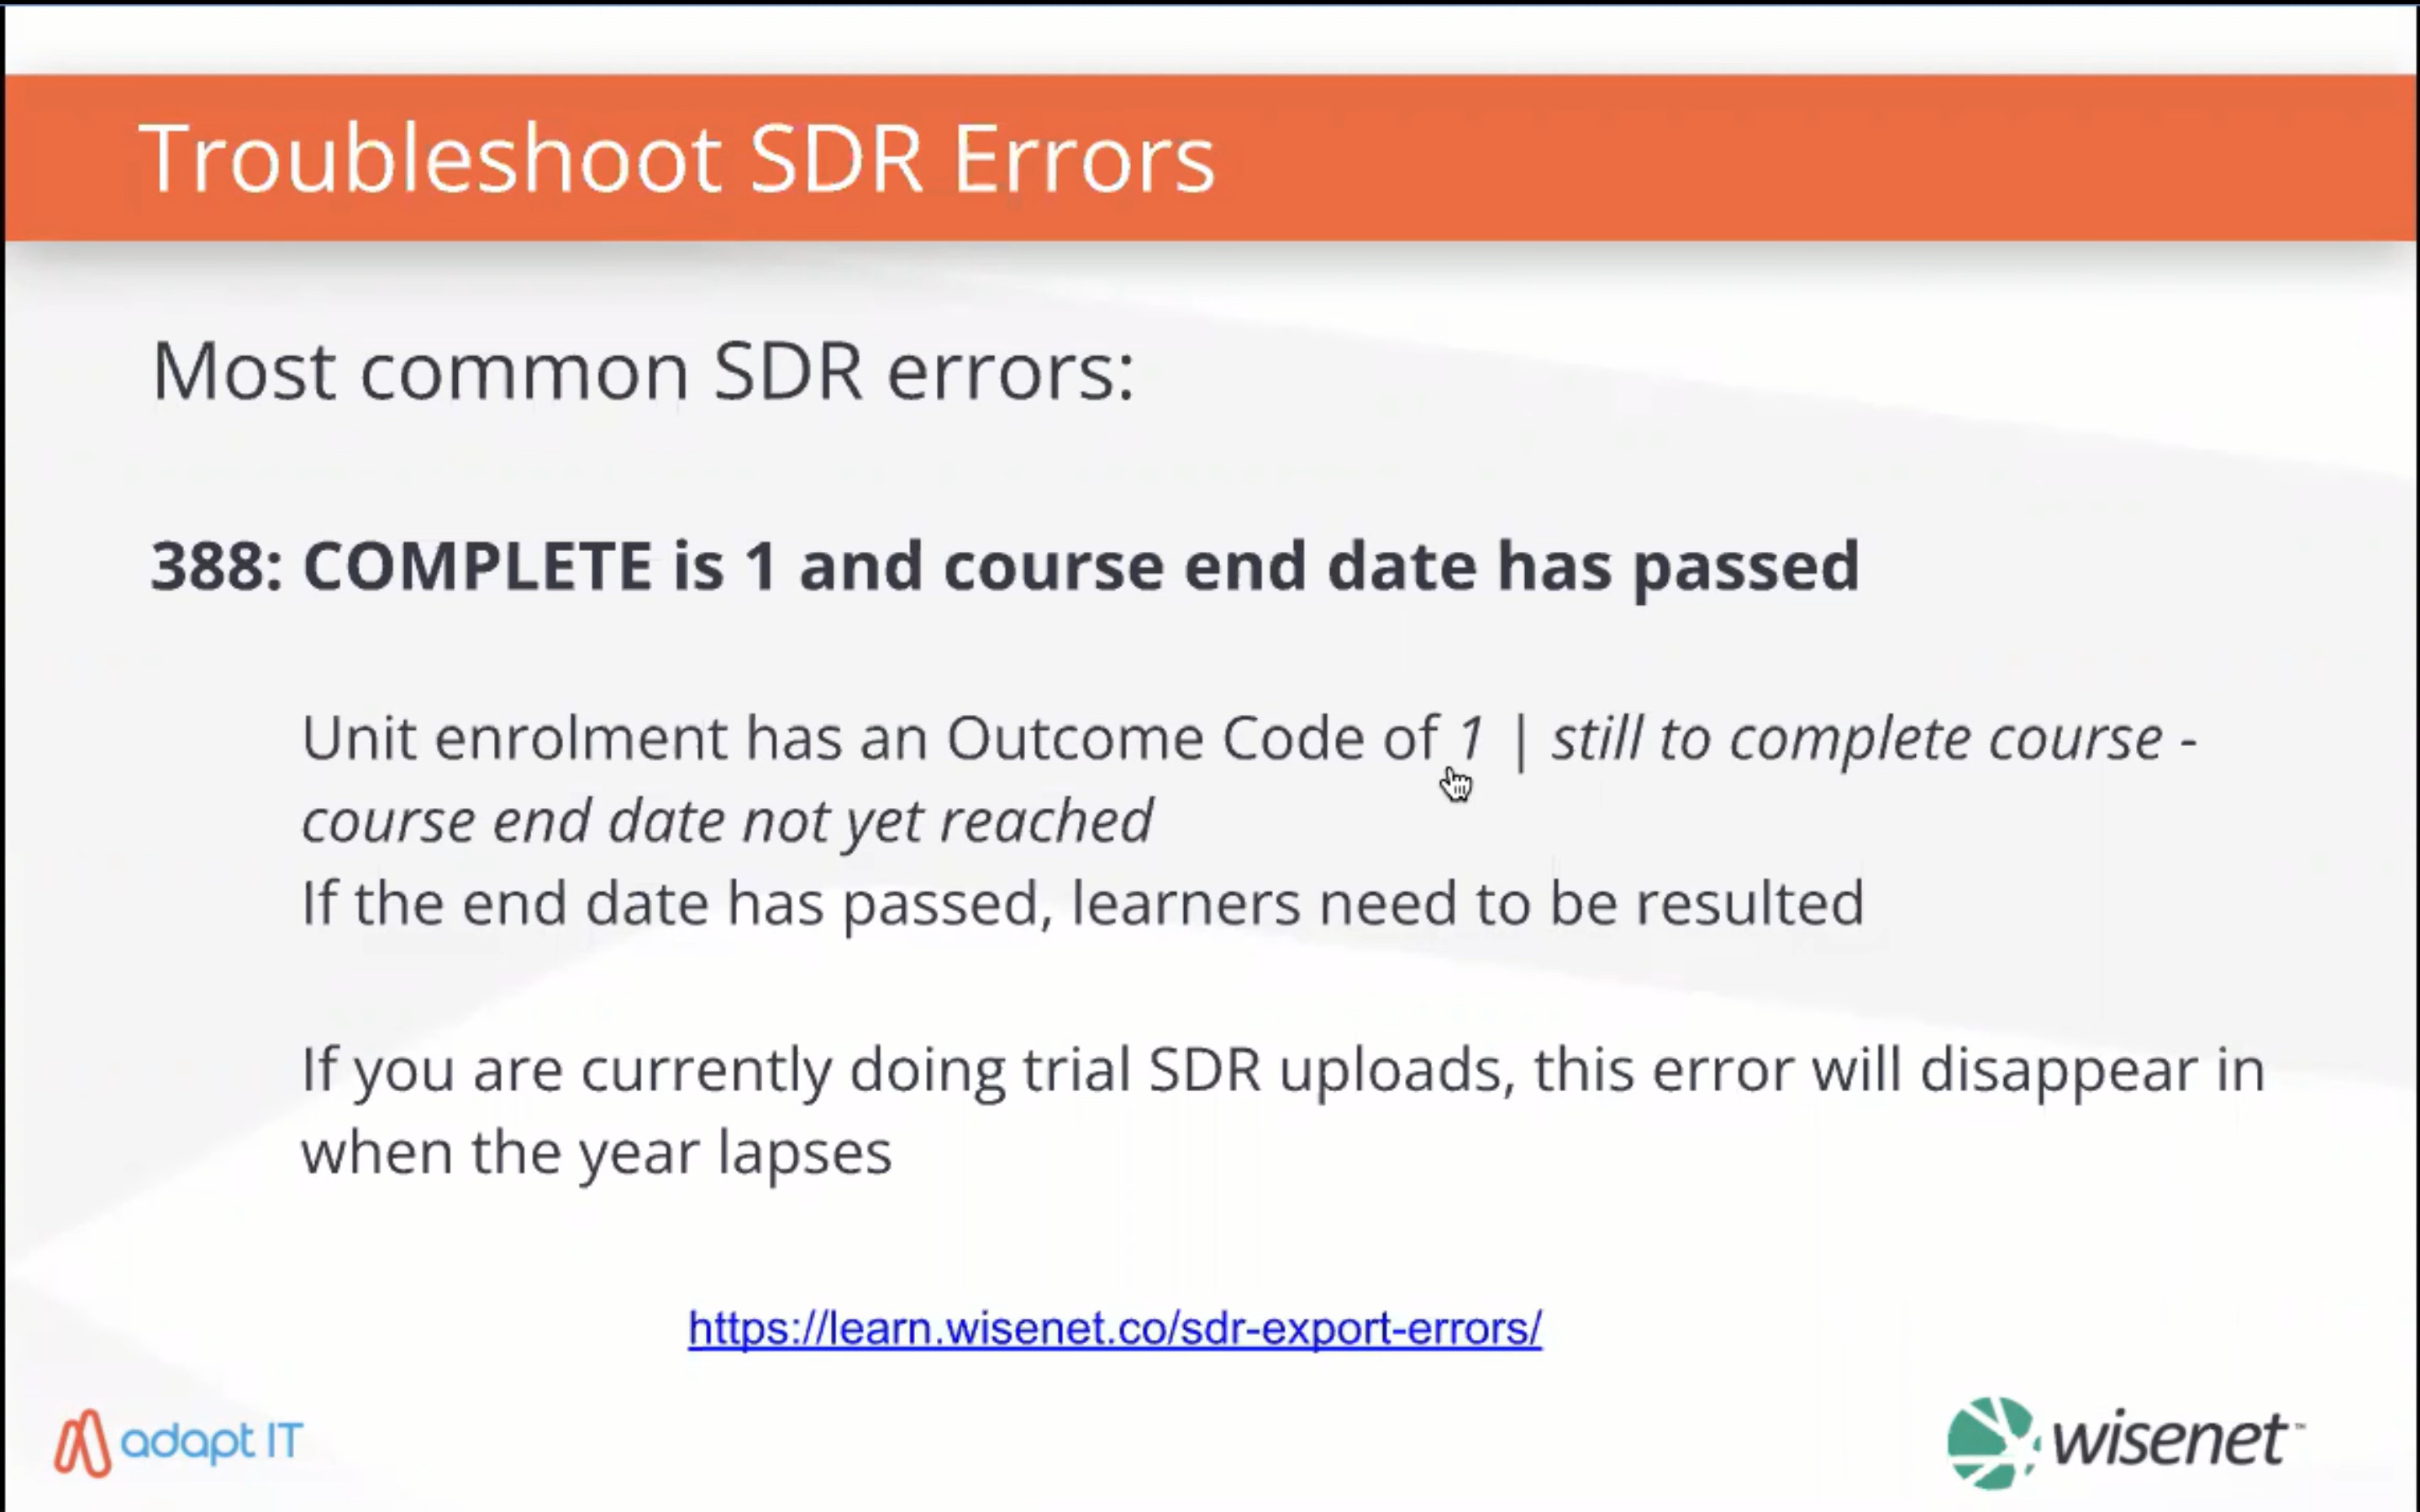 Troubleshoot SDR Errors
Most common SDR errors:
388: COMPLETE is 1 and course end date has passed
Unit enrolment has an Outcome Code of 1 | still to complete course -
course end date not yet reached
If the end date has passed, learners need to be resulted
If you are currently doing trial SDR uploads, this error will disappear in
when the year lapses
https://learn.wisenet.co/sdr-export-errors/
adapt IT
wisenet™